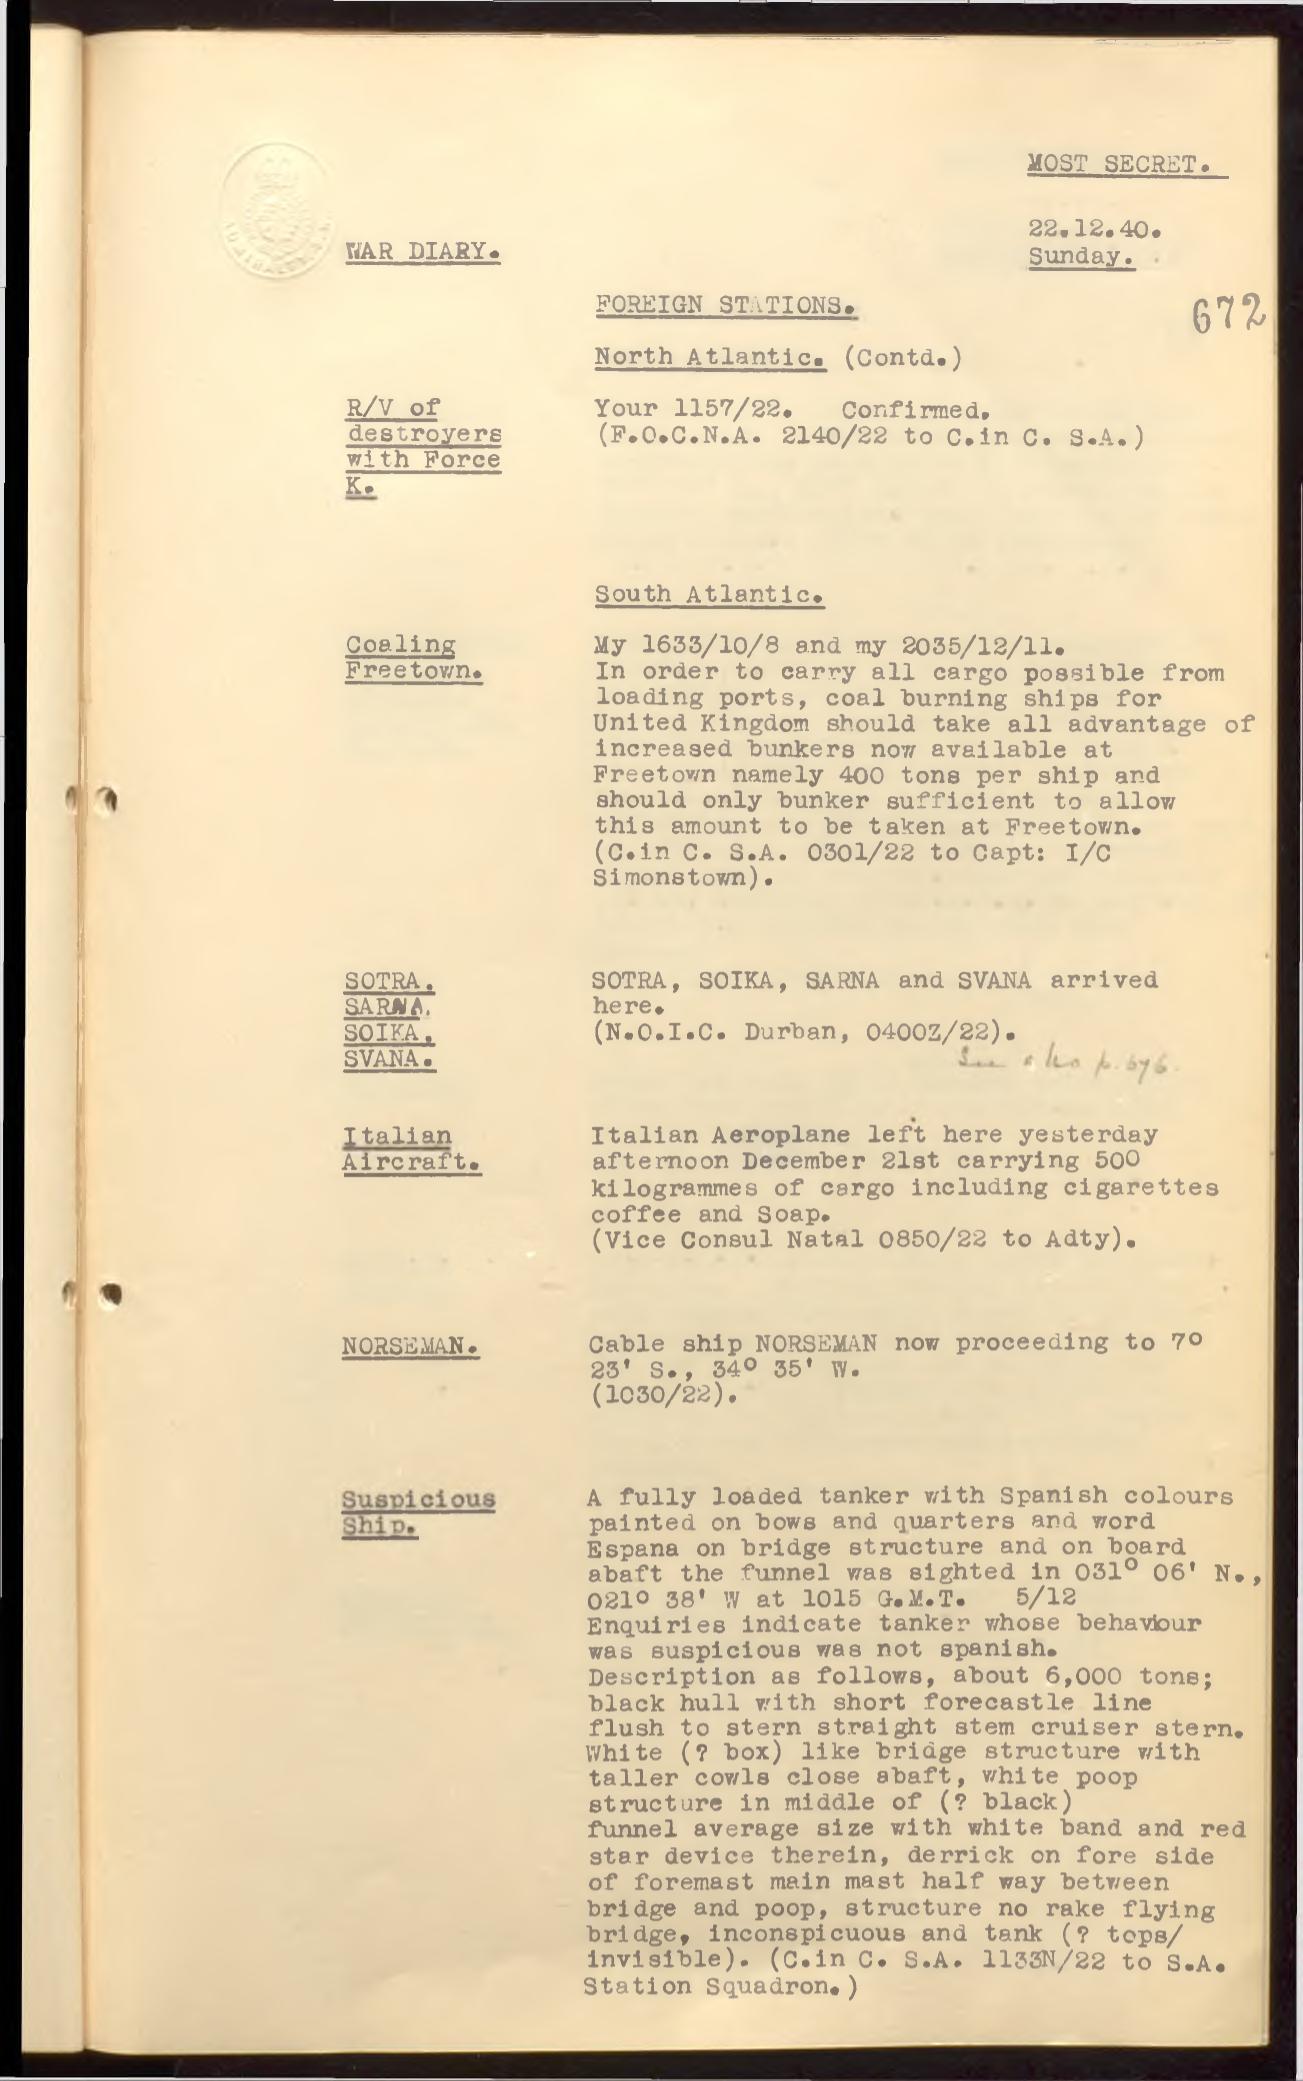 MOST SECRET.
22.12.40.
Sunday.
WAR DIARY.
FOREIGN STATIONS.
672
North Atlantic. (Contd.)
R/V of
destroyers
with Force
K.
Your 1157/22. Confirmed.
(F.O.C.N.A. 2140/22 to C.in C. S.A.)
South Atlantic.
Coaling
Freetown.
My 1633/10/8 and my 2035/12/11.
In order to carry all cargo possible from
loading ports, coal burning ships for
United Kingdom should take all advantage of
increased bunkers now available at
Freetown namely 400 tons per ship and
should only bunker sufficient to allow
this amount to be taken at Freetown.
(C.in C. S.A. 0301/22 to Capt: I/C
Simonstown).
SOTRA.
SARNA.
SOIKA.
SVANA.
SOTRA, SOIKA, SARNA and SVANA arrived
here.
(N.O.I.C. Durban, 0400Z/22).
See also p. 676.
Italian
Aircraft.
Italian Aeroplane left here yesterday
afternoon December 21st carrying 500
kilogrammes of cargo including cigarettes
coffee and Soap.
(Vice Consul Natal 0850/22 to Adty).
NORSEMAN.
Cable ship NORSEMAN now proceeding to 7°
23' S., 34° 35' W.
(1030/22).
Suspicious
Ship.
A fully loaded tanker with Spanish colours
painted on bows and quarters and word
Espana on bridge structure and on board
abaft the funnel was sighted in 031° 06' N.,
021° 38' W at 1015 G.M.T. 5/12
Enquiries indicate tanker whose behaviour
was suspicious was not spanish.
Description as follows, about 6,000 tons;
black hull with short forecastle line
flush to stern straight stem cruiser stern.
White (? box) like bridge structure with
taller cowls close abaft, white poop
structure in middle of (? black)
funnel average size with white band and red
star device therein, derrick on fore side
of foremast main mast half way between
bridge and poop, structure no rake flying
bridge, inconspicuous and tank (? tops/
invisible). (C.in C. S.A. 1133N/22 to S.A.
Station Squadron.)